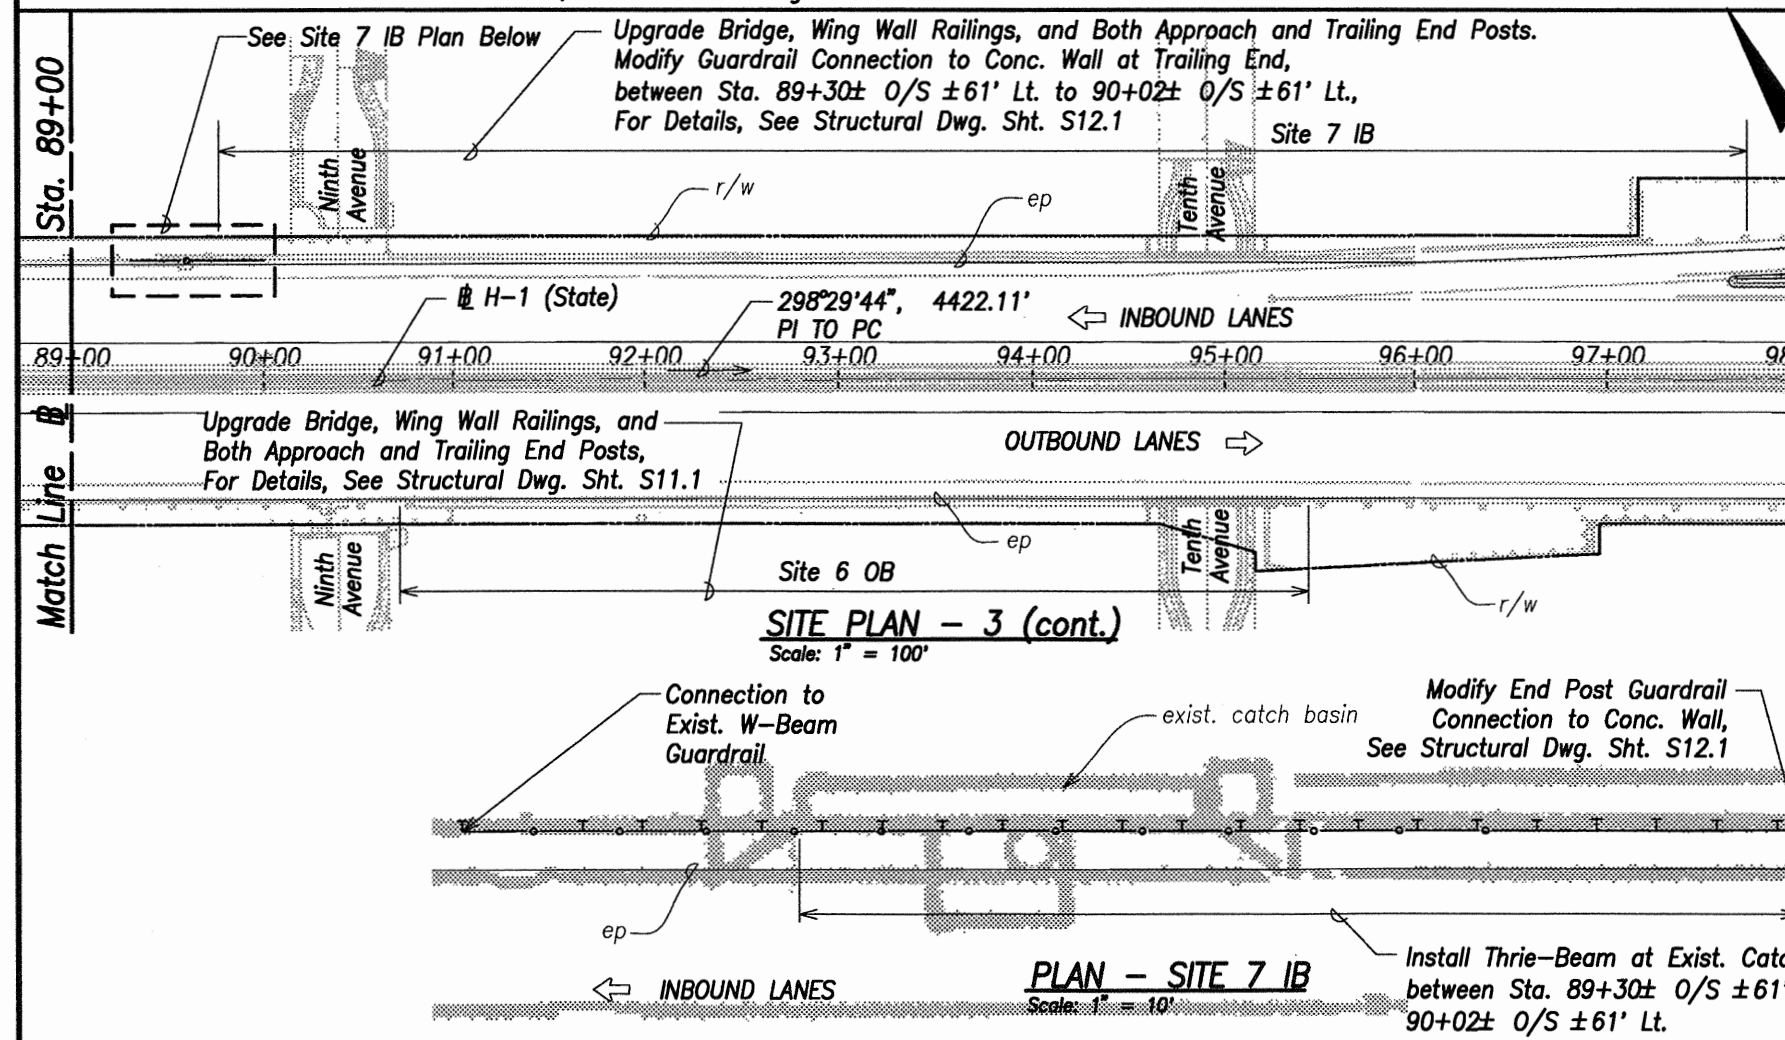 See Site 7 IB Plan Below
Upgrade Bridge, Wing Wall Railings, and Both Approach and Trailing End Posts.
Modify Guardrail Connection to Conc. Wall at Trailing End,
between Sta. 89+30± O/S ±61' Lt. to 90+02± O/S ±61' Lt.,
For Details, See Structural Dwg. Sht. S12.1
Site 7 IB
Match Line ℄ Sta. 89+00
Ninth
Avenue
r/w
ep
Tenth
Avenue
℄ H-1 (State)
298°29'44", 4422.11'
PI TO PC
INBOUND LANES
89+00 90+00 91+00 92+00 93+00 94+00 95+00 96+00 97+00
Upgrade Bridge, Wing Wall Railings, and
Both Approach and Trailing End Posts,
For Details, See Structural Dwg. Sht. S11.1
OUTBOUND LANES
Ninth
Avenue
ep
Tenth
Avenue
Site 6 OB
r/w
SITE PLAN - 3 (cont.)
Scale: 1" = 100'
Connection to
Exist. W-Beam
Guardrail
exist. catch basin
Modify End Post Guardrail
Connection to Conc. Wall,
See Structural Dwg. Sht. S12.1
ep
INBOUND LANES
PLAN - SITE 7 IB
Scale: 1" = 10'
Install Thrie-Beam at Exist.
between Sta. 89+30± O/S ±61'
90+02± O/S ±61' Lt.